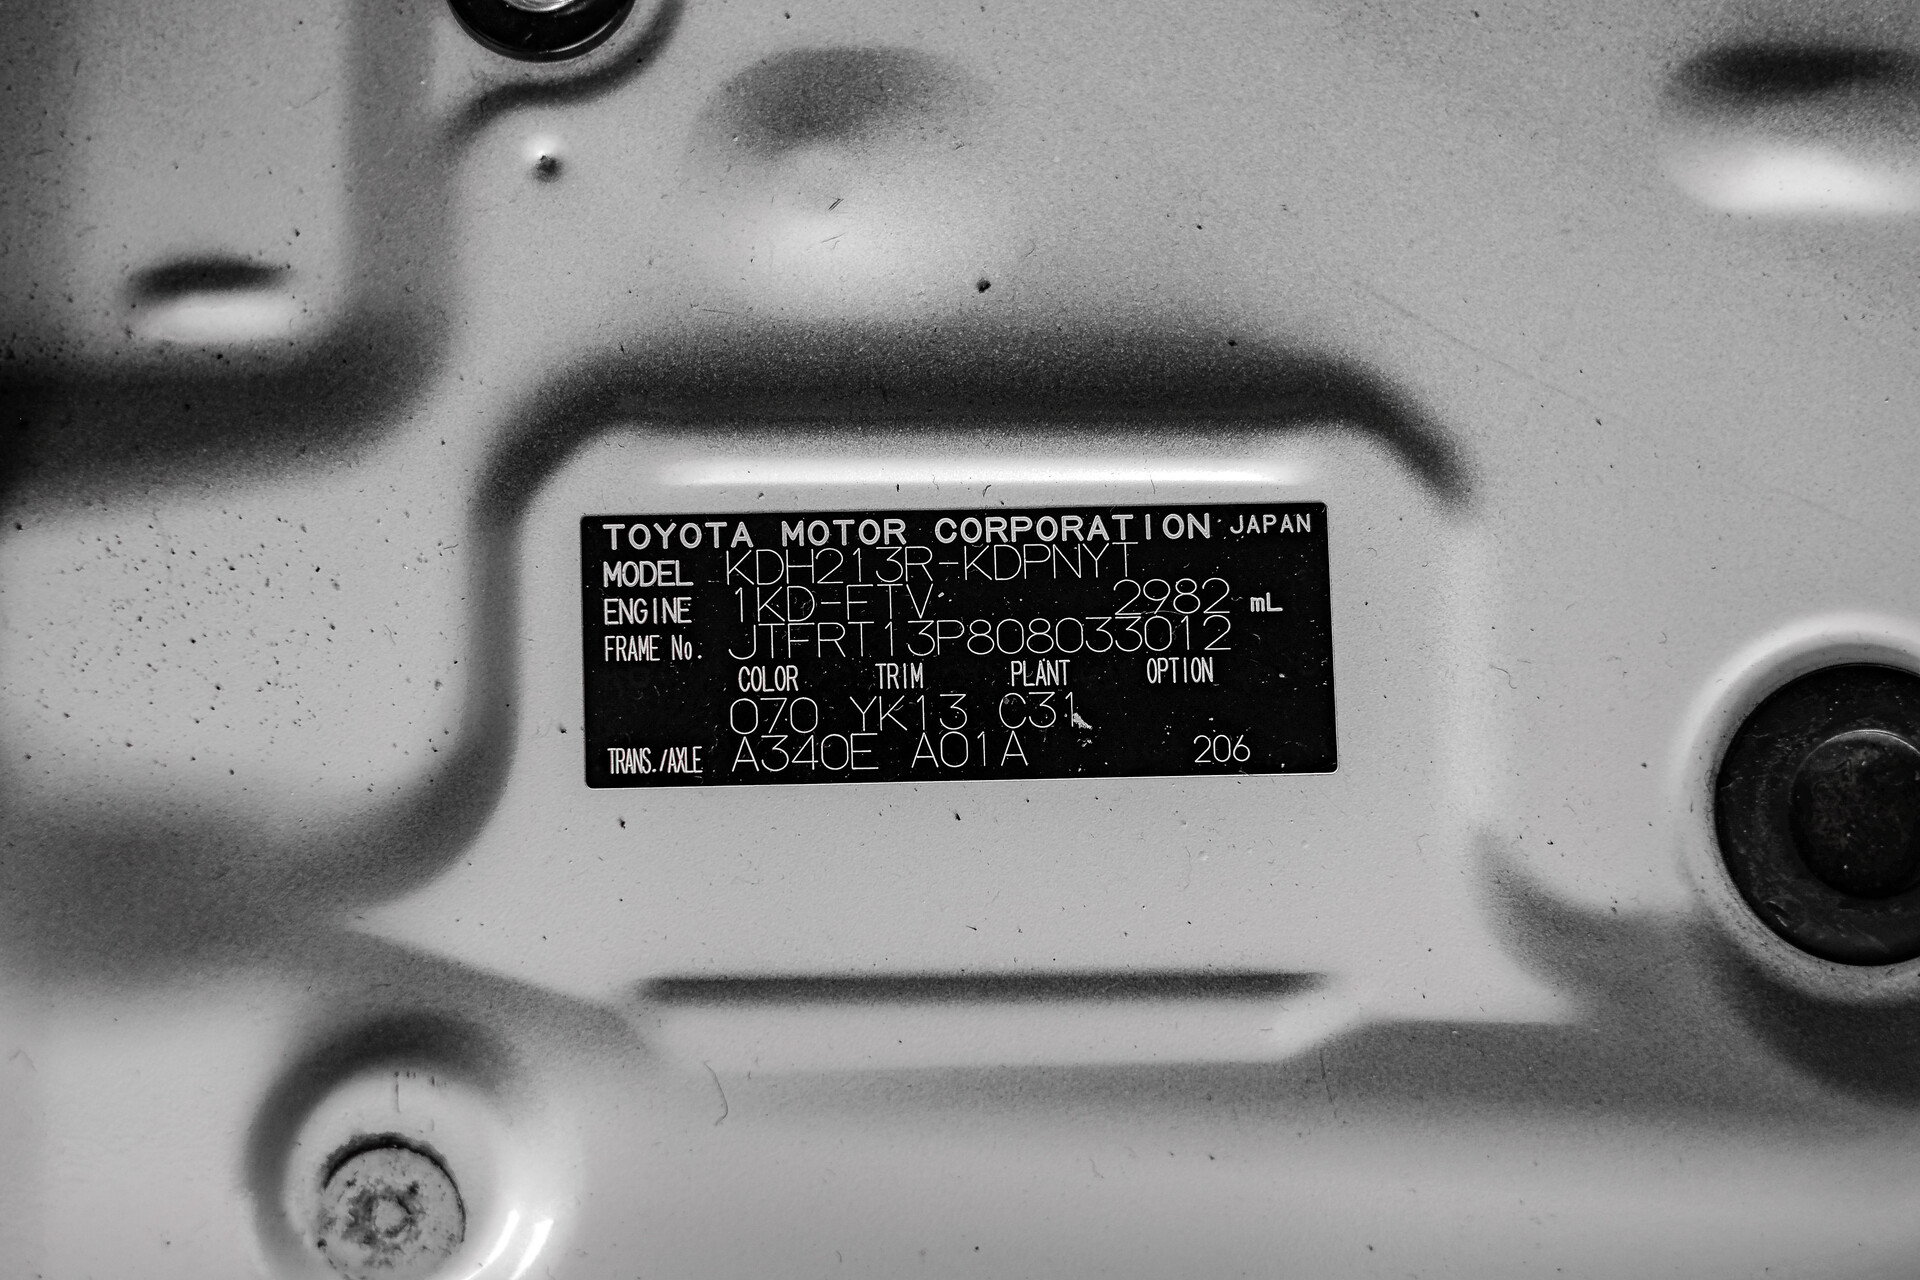 TOYOTA MOTOR CORPORATION JAPAN
MODEL KDH213R-KDPNYT
ENGINE 1KD-FTV 2982 mL
FRAME No. JTFRT13P808033012
COLOR TRIM PLANT OPTION
070 YK13 C31
TRANS./AXLE A340E A01A 206